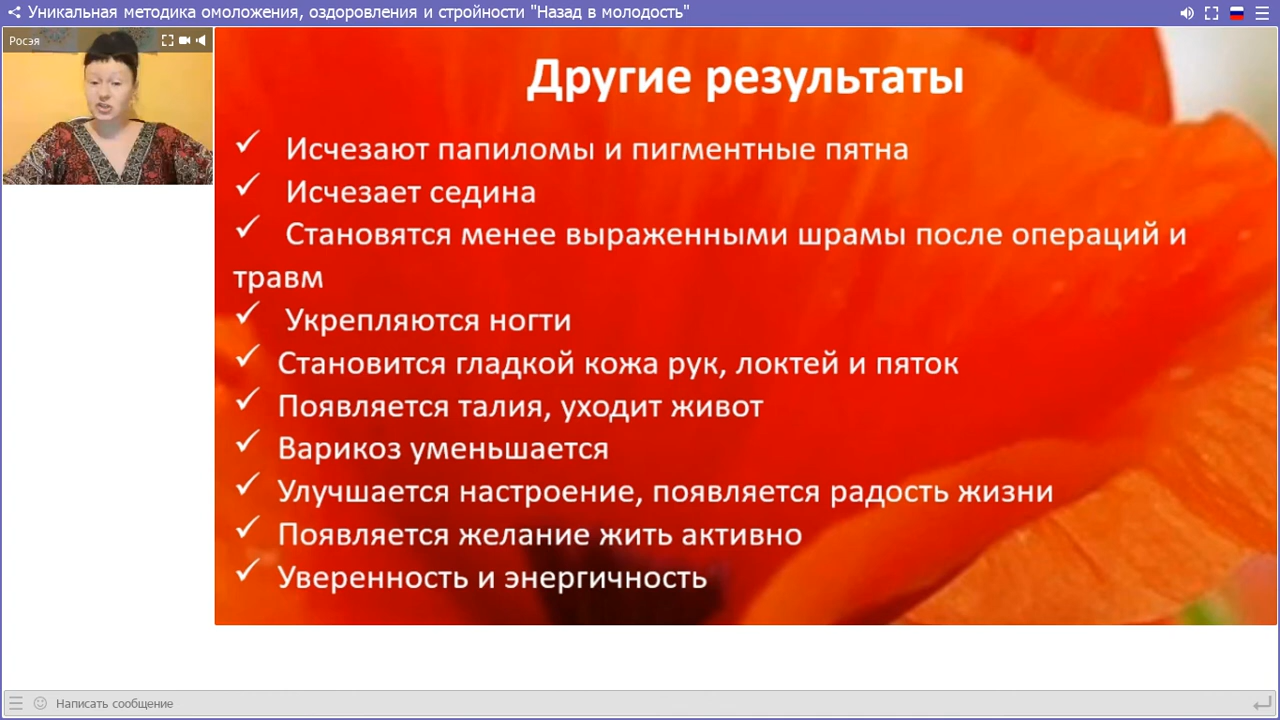 Уникальная методика омоложения, оздоровления и стройности "Назад в молодость"
Росэя
Другие результаты
Исчезают папиломы и пигментные пятна
Исчезает седина
Становятся менее выраженными шрамы после операций и
травм
Укрепляются ногти
Становится гладкой кожа рук, локтей и пяток
Появляется талия, уходит живот
Варикоз уменьшается
Улучшается настроение, появляется радость жизни
Появляется желание жить активно
Уверенность и энергичность
Написать сообщение